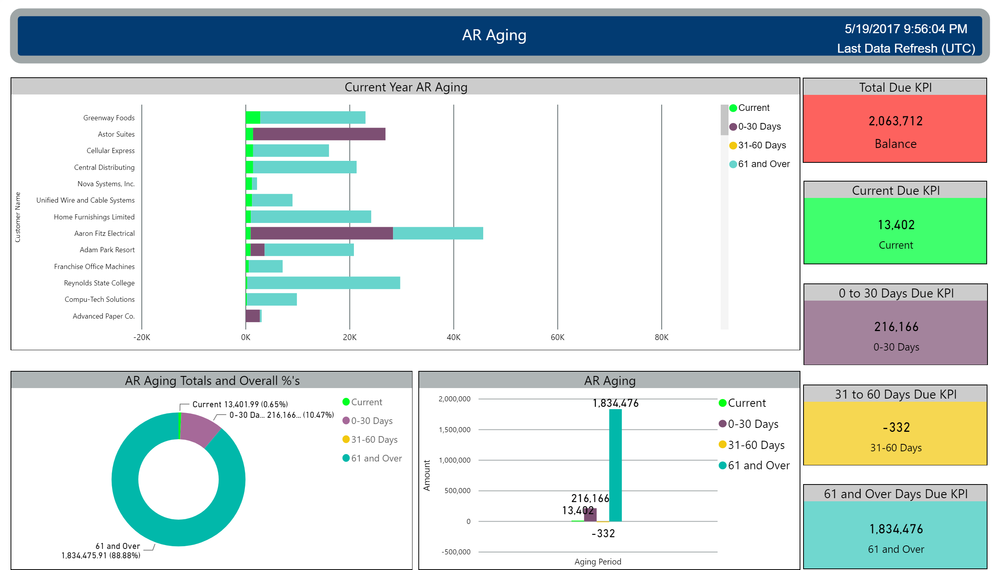 AR Aging
5/19/2017 9:56:04 PM
Last Data Refresh (UTC)
Current Year AR Aging
Customer Name
Greenway Foods
Astor Suites
Cellular Express
Central Distributing
Nova Systems, Inc.
Unified Wire and Cable Systems
Home Furnishings Limited
Aaron Fitz Electrical
Adam Park Resort
Franchise Office Machines
Reynolds State College
Compu-Tech Solutions
Advanced Paper Co.
-20K 0K 20K 40K 60K 80K
Current
0-30 Days
31-60 Days
61 and Over
Total Due KPI
2,063,712
Balance
Current Due KPI
13,402
Current
0 to 30 Days Due KPI
216,166
0-30 Days
31 to 60 Days Due KPI
-332
31-60 Days
61 and Over Days Due KPI
1,834,476
61 and Over
AR Aging Totals and Overall %'s
Current 13,401.99 (0.65%)
0-30 Da... 216,166... (10.47%)
61 and Over
1,834,475.91 (88.88%)
Current
0-30 Days
31-60 Days
61 and Over
AR Aging
Amount
2,000,000
1,500,000
1,000,000
500,000
0
-500,000
1,834,476
216,166
13,402
-332
Aging Period
Current
0-30 Days
31-60 Days
61 and Over